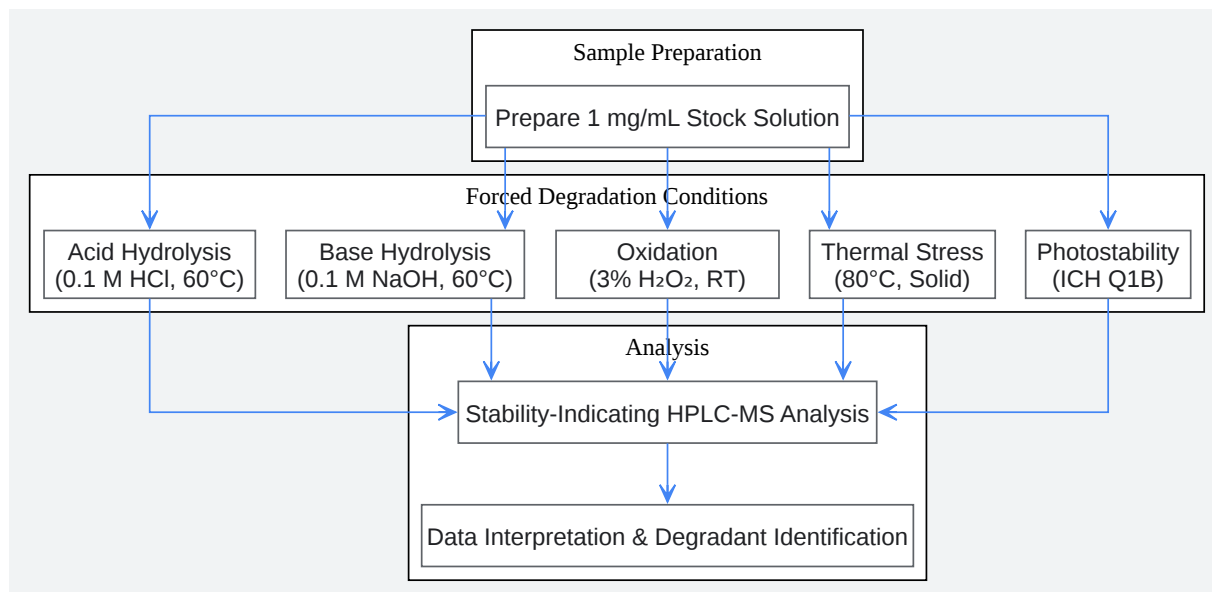 Sample Preparation
Prepare 1 mg/mL Stock Solution
Forced Degradation Conditions
Acid Hydrolysis
(0.1 M HCl, 60°C)
Base Hydrolysis
(0.1 M NaOH, 60°C)
Oxidation
(3% H₂O₂, RT)
Thermal Stress
(80°C, Solid)
Photostability
(ICH Q1B)
Analysis
Stability-Indicating HPLC-MS Analysis
Data Interpretation & Degradant Identification